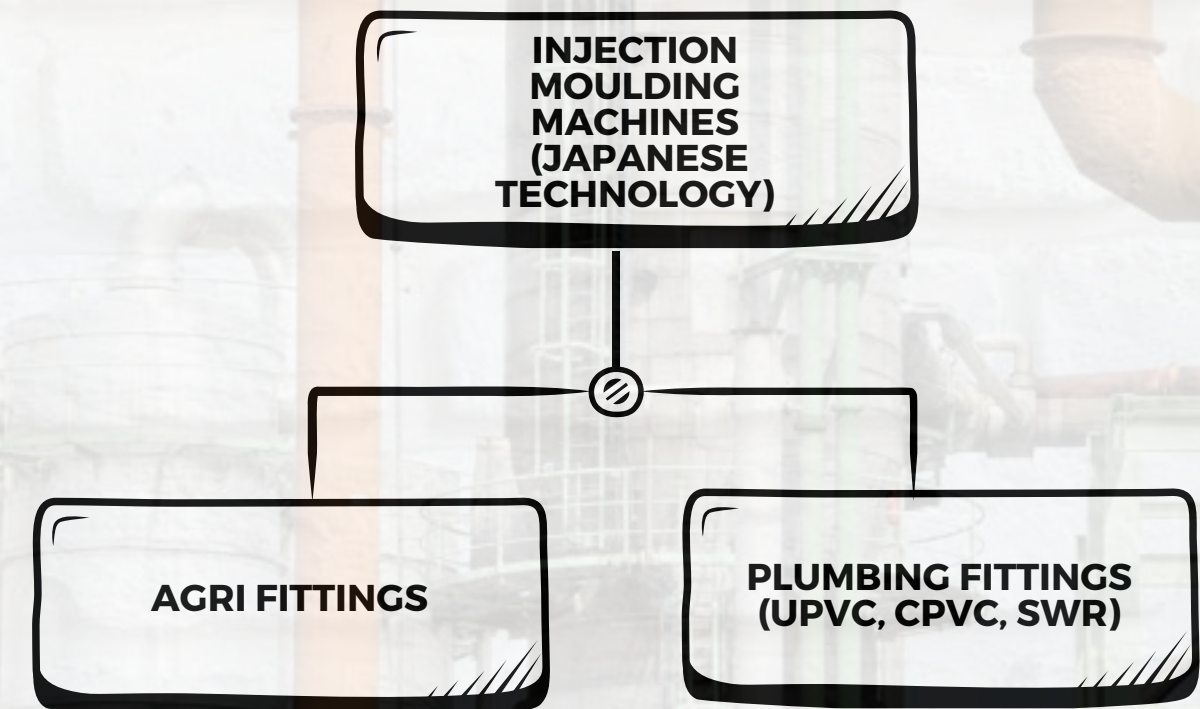 INJECTION
MOULDING
MACHINES
(JAPANESE
TECHNOLOGY)
AGRI FITTINGS
PLUMBING FITTINGS
(UPVC, CPVC, SWR)